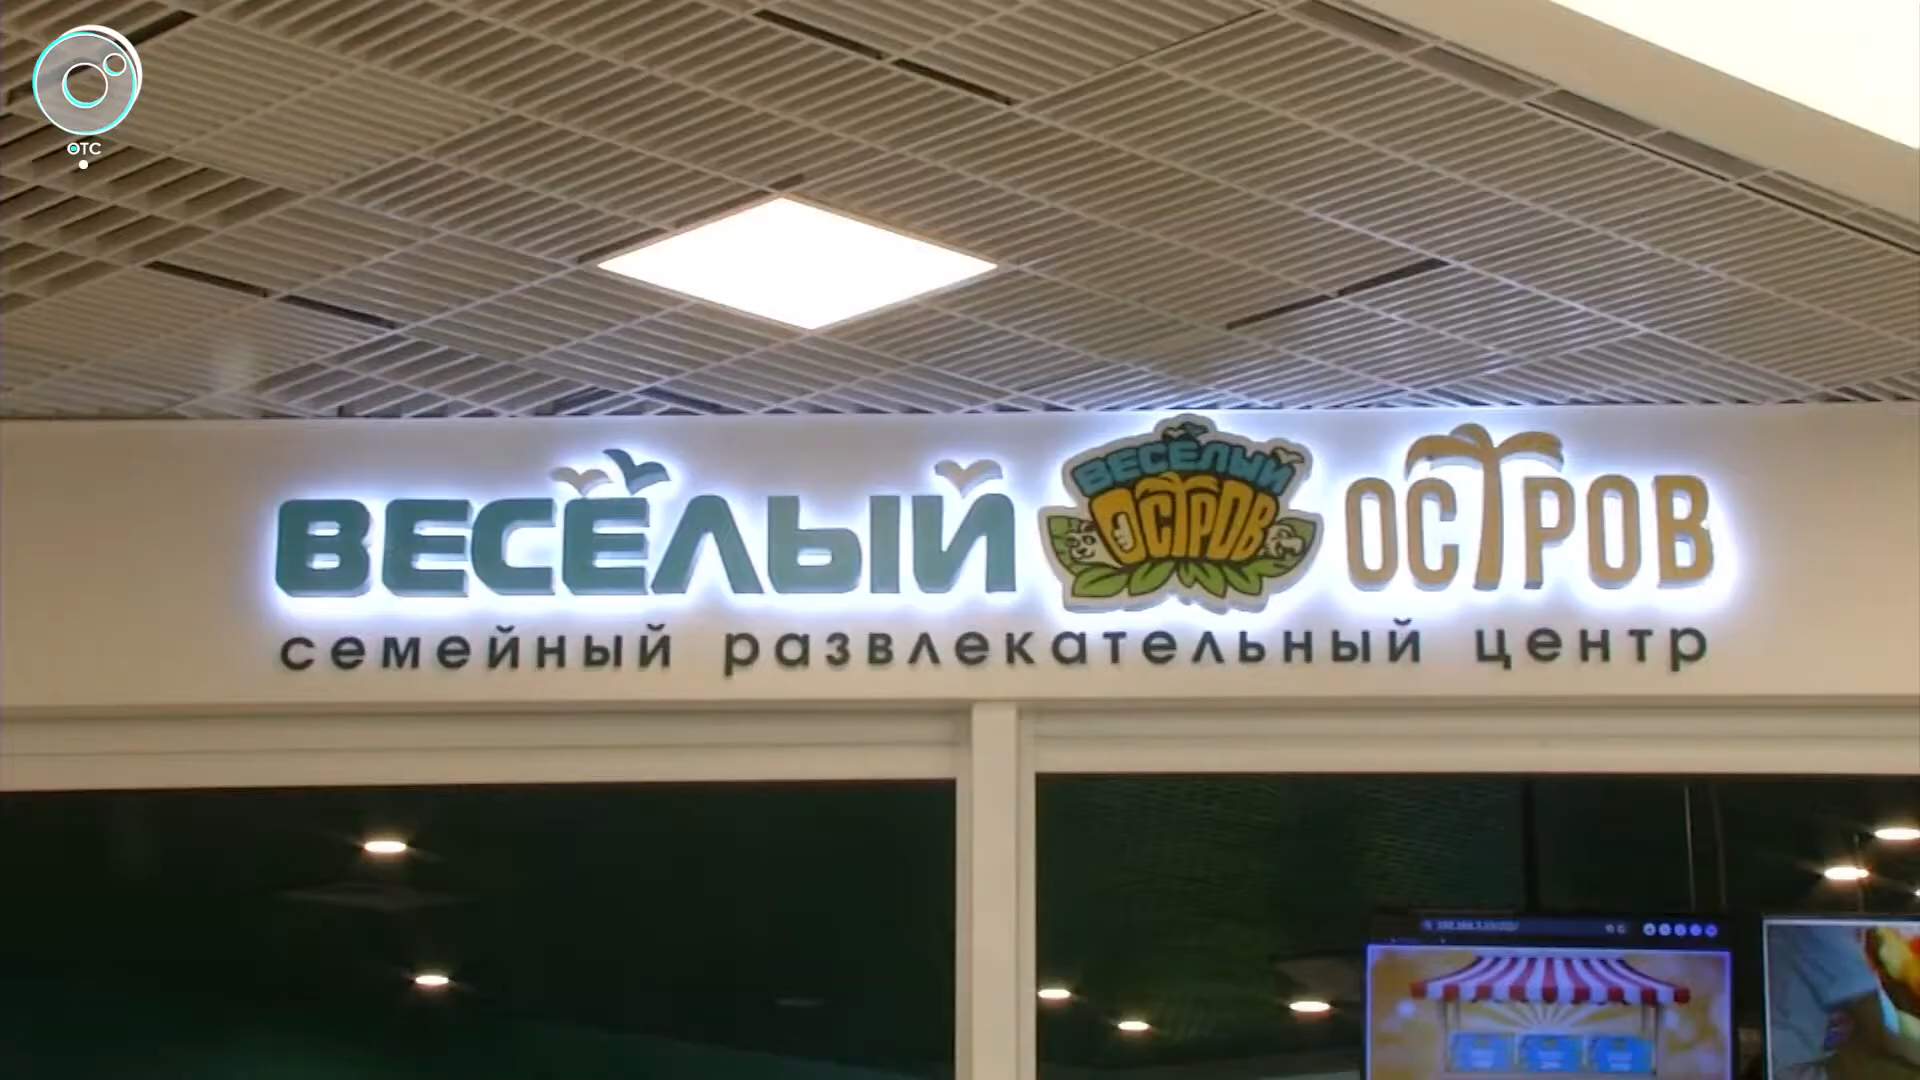 ОТС
ВЕСЁЛЫЙ ОСТРОВ
ВЕСЁЛЫЙ
ОСТРОВ
семейный развлекательный центр